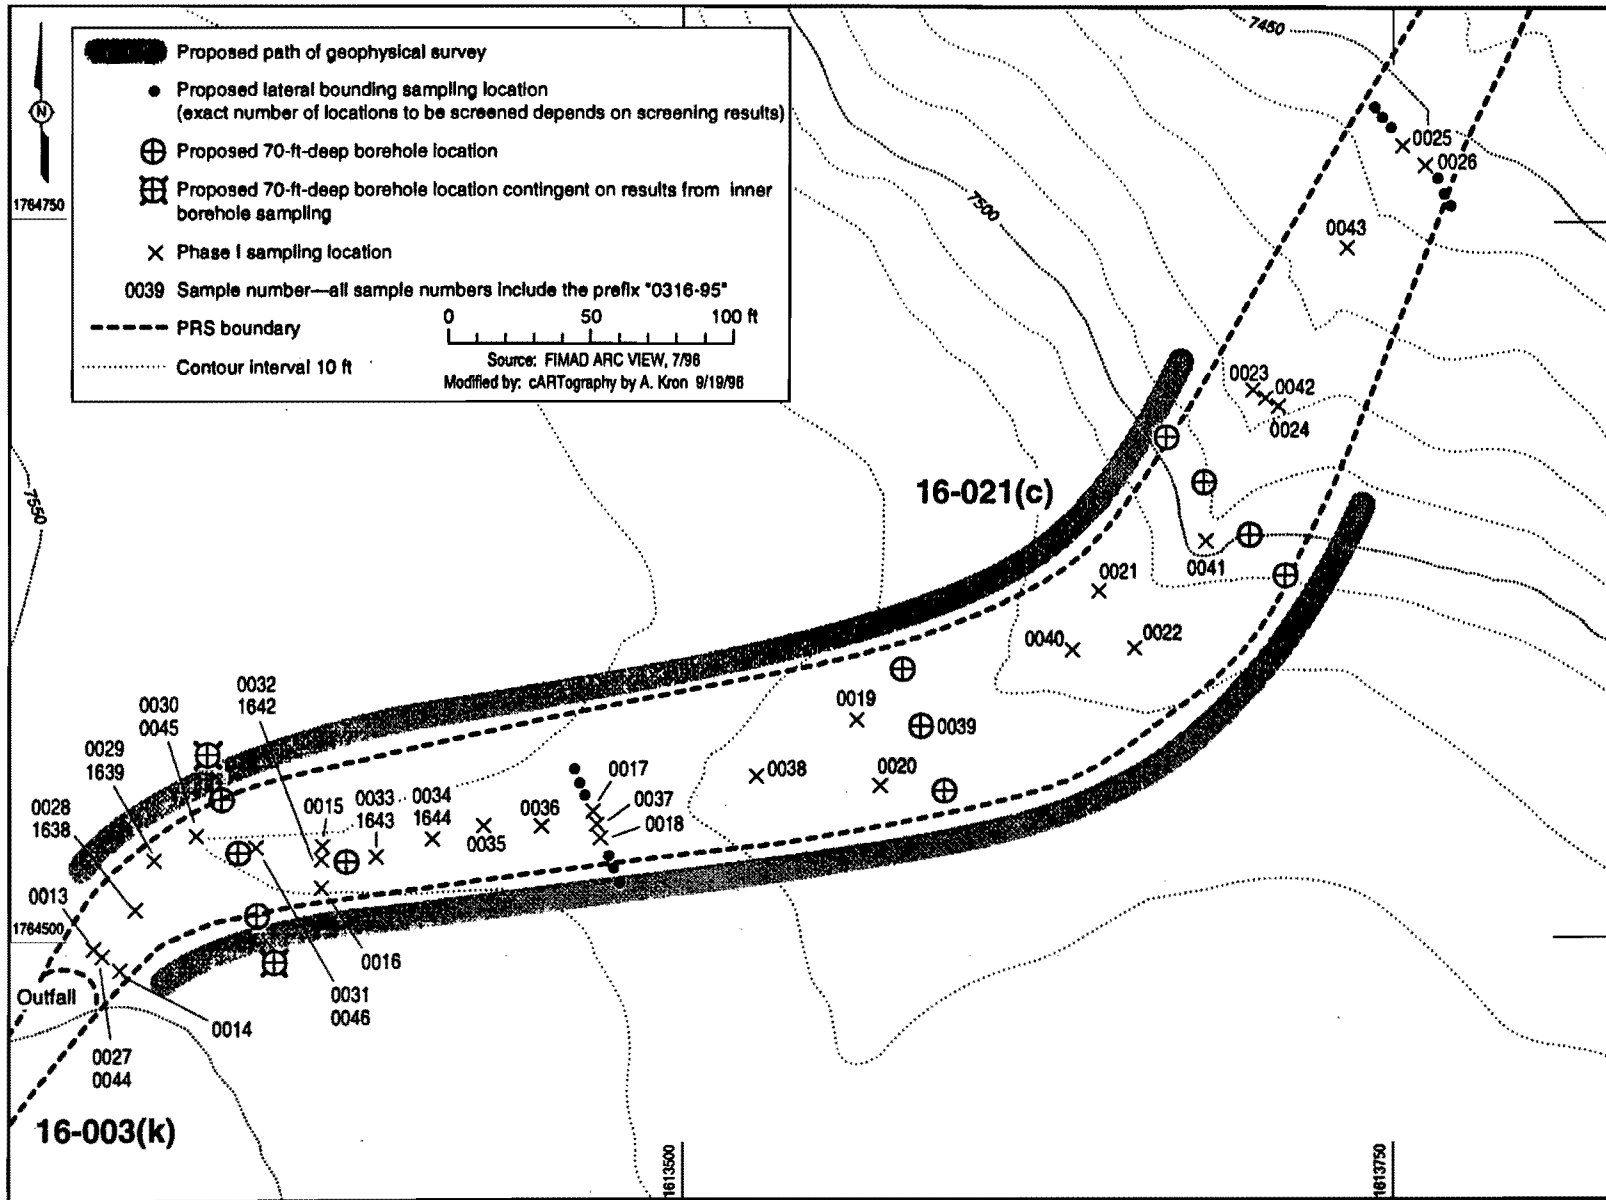 Proposed path of geophysical survey
Proposed lateral bounding sampling location
(exact number of locations to be screened depends on screening results)
Proposed 70-ft-deep borehole location
Proposed 70-ft-deep borehole location contingent on results from inner
borehole sampling
Phase I sampling location
0039 Sample number—all sample numbers include the prefix "0316-95"
PRS boundary
Contour interval 10 ft
0 50 100 ft
Source: FIMAD ARC VIEW, 7/96
Modified by: cARTography by A. Kron 9/19/96
N
1764750
7450
0025
0026
7500
0043
0023
0042
0024
16-021(c)
7550
0041
0021
0040
0022
0032
1642
0030
0045
0029
1639
0028
1638
0019
0039
0038
0020
0017
0037
0018
0015
0033
1643
0034
1644
0036
0035
0013
1764500
0016
Outfall
0031
0046
0014
0027
0044
16-003(k)
1613500
1613750